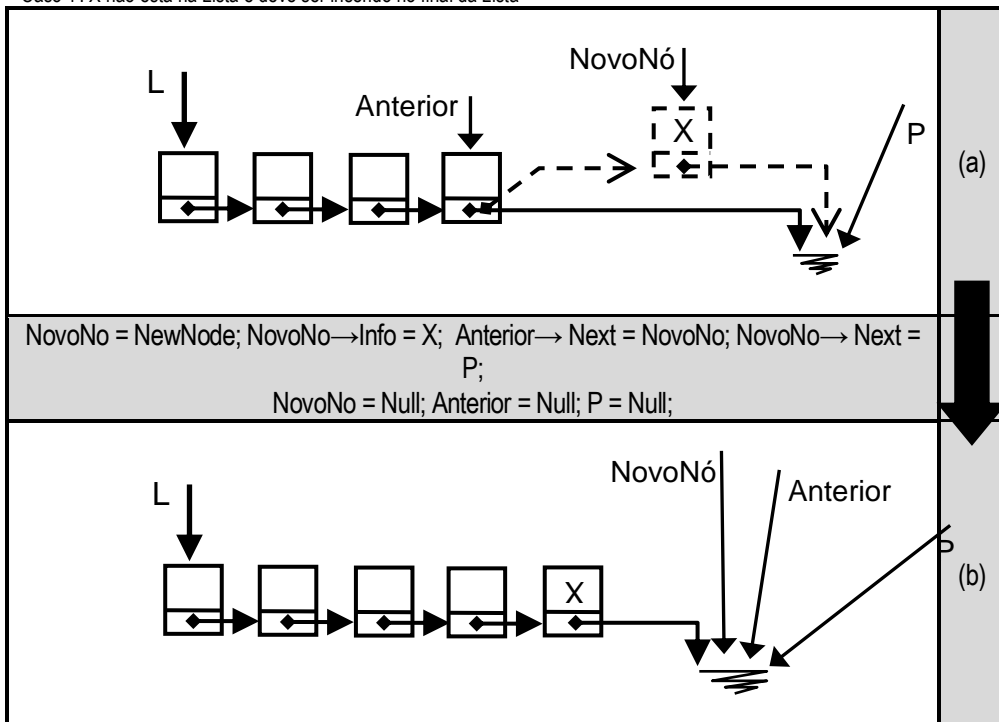 L
Anterior
NovoNó
X
P
(a)
NovoNo = NewNode; NovoNo→Info = X; Anterior→ Next = NovoNo; NovoNo→ Next =
P;
NovoNo = Null; Anterior = Null; P = Null;
L
X
NovoNó
Anterior
P
(b)